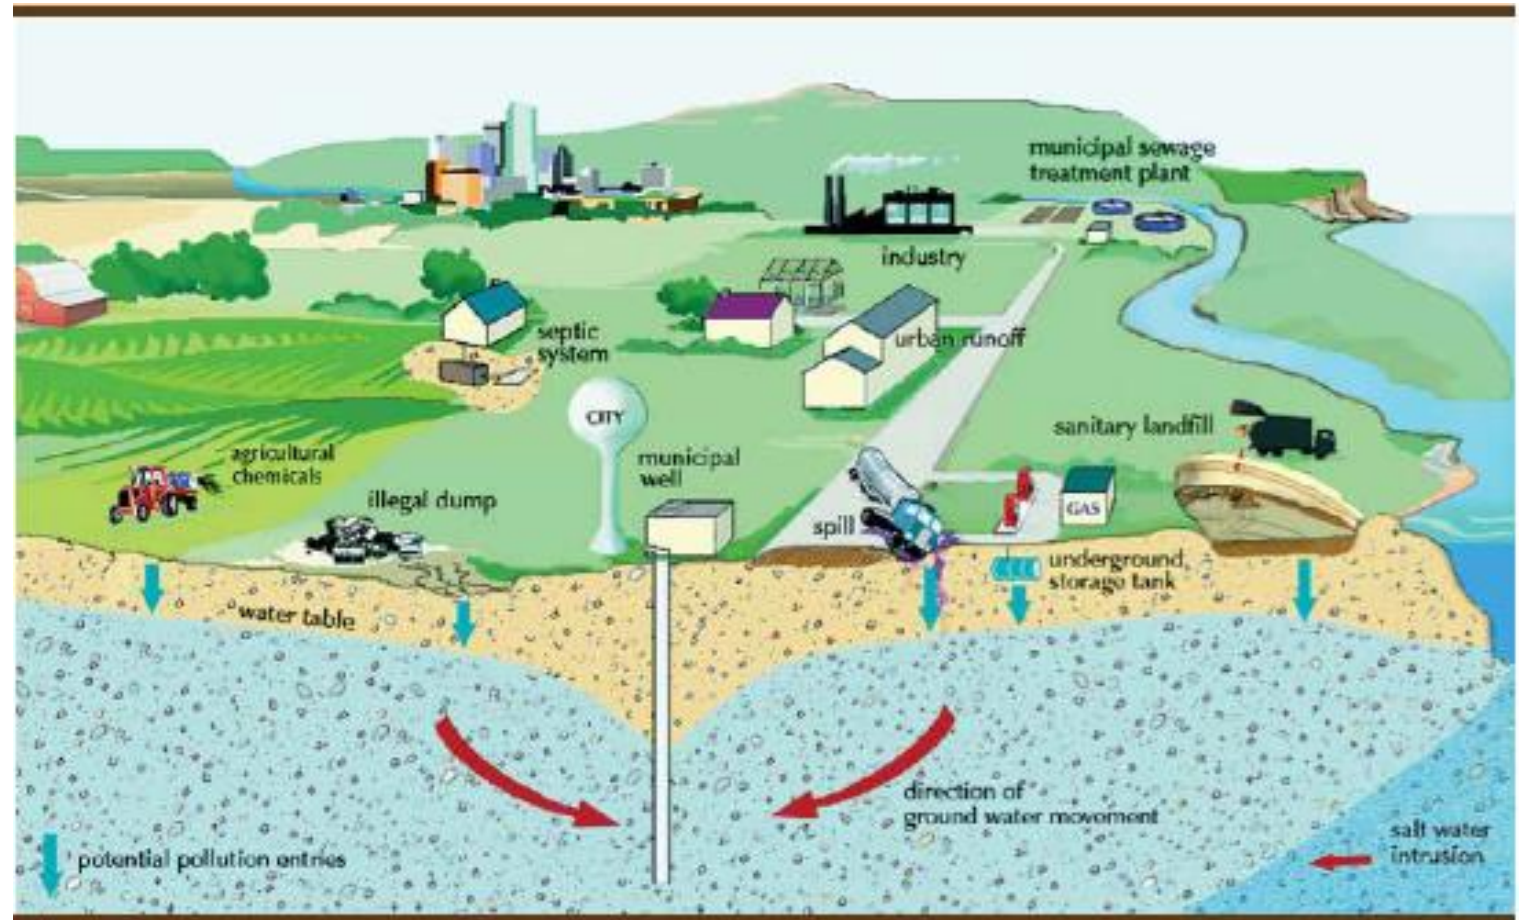 municipal sewage
treatment plant
industry
septic
system
urban runoff
CITY
sanitary landfill
agricultural
chemicals
municipal
well
illegal dump
GAS
spill
underground
storage tank
water table
direction of
ground water movement
salt water
intrusion
potential pollution entries